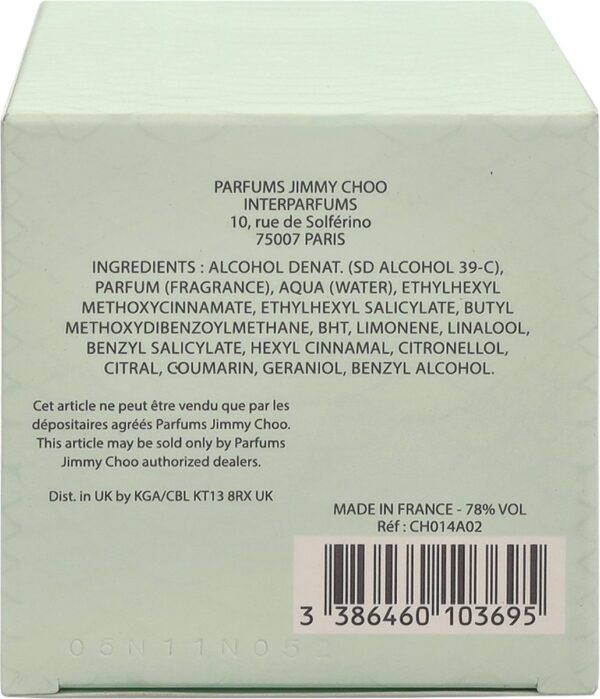 PARFUMS JIMMY CHOO
INTERPARFUMS
10, rue de Solférino
75007 PARIS
INGREDIENTS : ALCOHOL DENAT. (SD ALCOHOL 39-C),
PARFUM (FRAGRANCE), AQUA (WATER), ETHYLHEXYL
METHOXYCINNAMATE, ETHYLHEXYL SALICYLATE, BUTYL
METHOXYDIBENZOYLMETHANE, BHT, LIMONENE, LINALOOL,
BENZYL SALICYLATE, HEXYL CINNAMAL, CITRONELLOL,
CITRAL, COUMARIN, GERANIOL, BENZYL ALCOHOL.
Cet article ne peut être vendu que par les
dépositaires agréés Parfums Jimmy Choo.
This article may be sold only by Parfums
Jimmy Choo authorized dealers.
Dist. in UK by KGA/CBL KT13 8RX UK
MADE IN FRANCE - 78% VOL
Réf : CH014A02
3 386460 103695